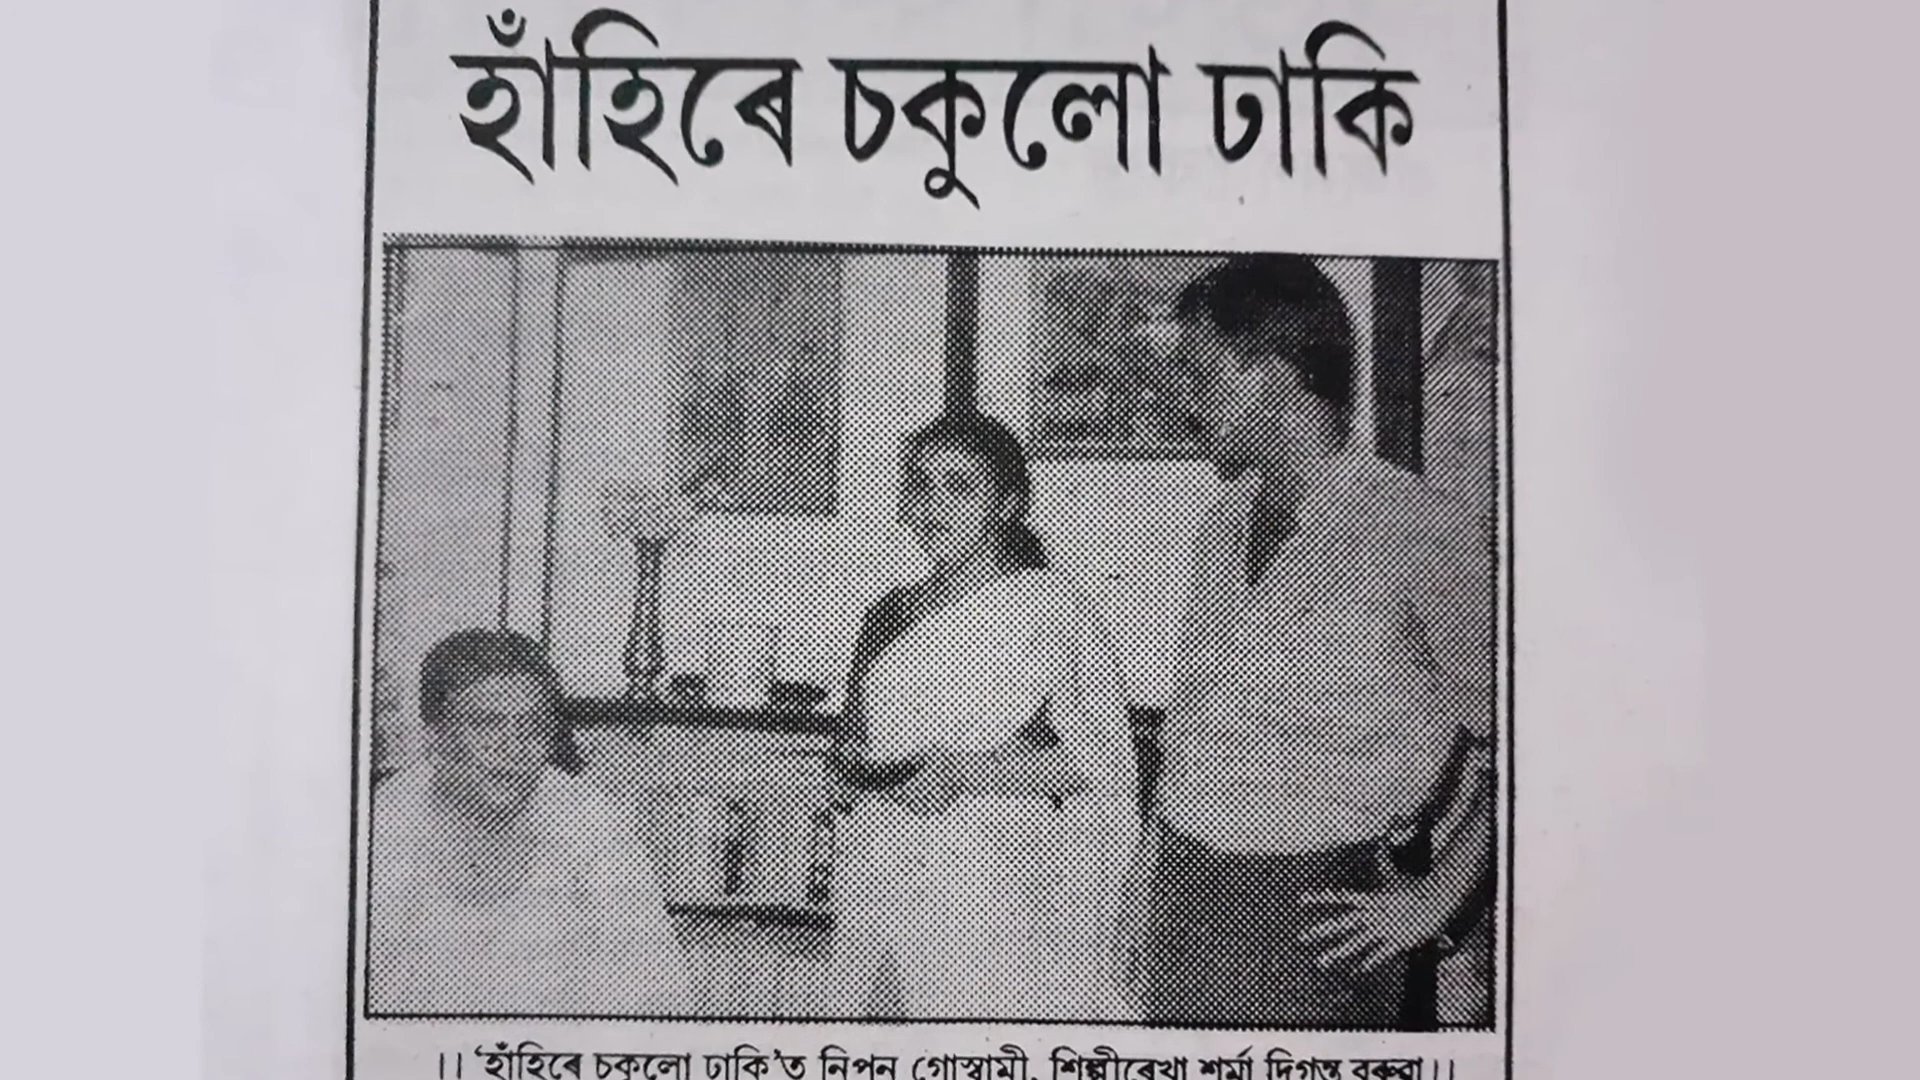 হাঁহিৰে চকুলো ঢাকি
।। ‘হাঁহিৰে চকুলো ঢাকি’ত নিপন গোস্বামী, শিল্পীৰেখা শৰ্মা দিগন্ত বৰুৱা।।